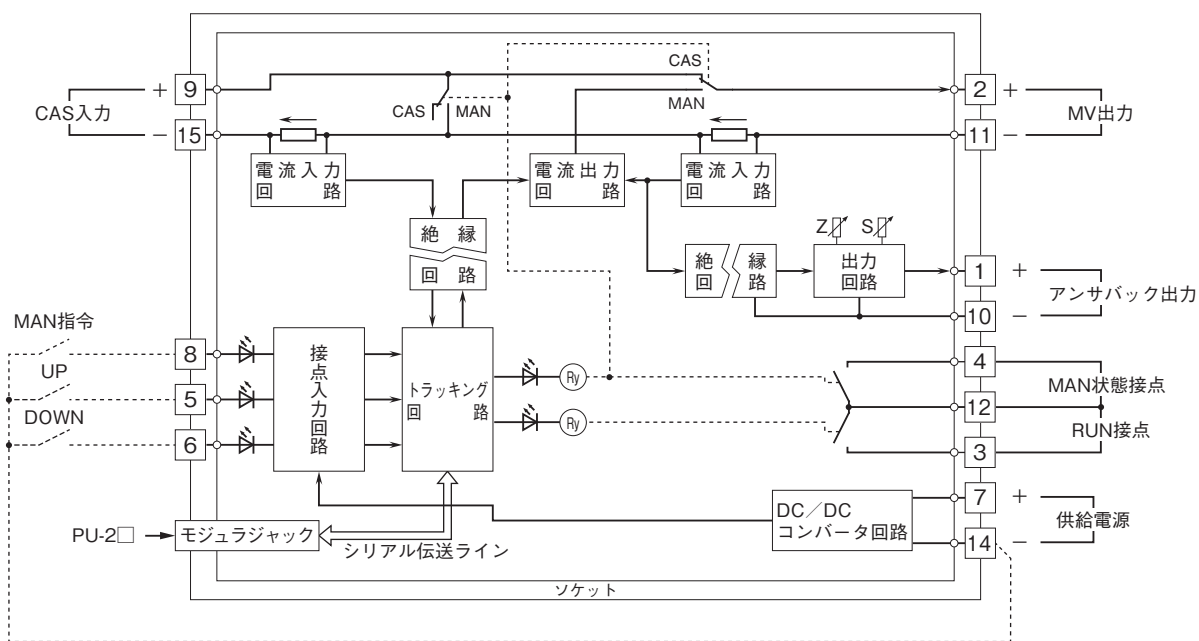 CAS
+ 9
2 +
CAS入力
CAS MAN
MAN
MV出力
− 15
11 −
電流入力
回　　路
電流出力
回　　路
電流入力
回　　路
絶　縁
回　路
Z S
絶　縁
回　路
出力
回路
1 +
アンサバック出力
10 −
MAN指令
8
UP
5
DOWN
6
接点入力回路
トラッキング
回　　路
Ry
Ry
4
MAN状態接点
12
RUN接点
3
7 +
DC／DC
コンバータ回路
供給電源
14 −
PU-2□
モジュラジャック
シリアル伝送ライン
ソケット